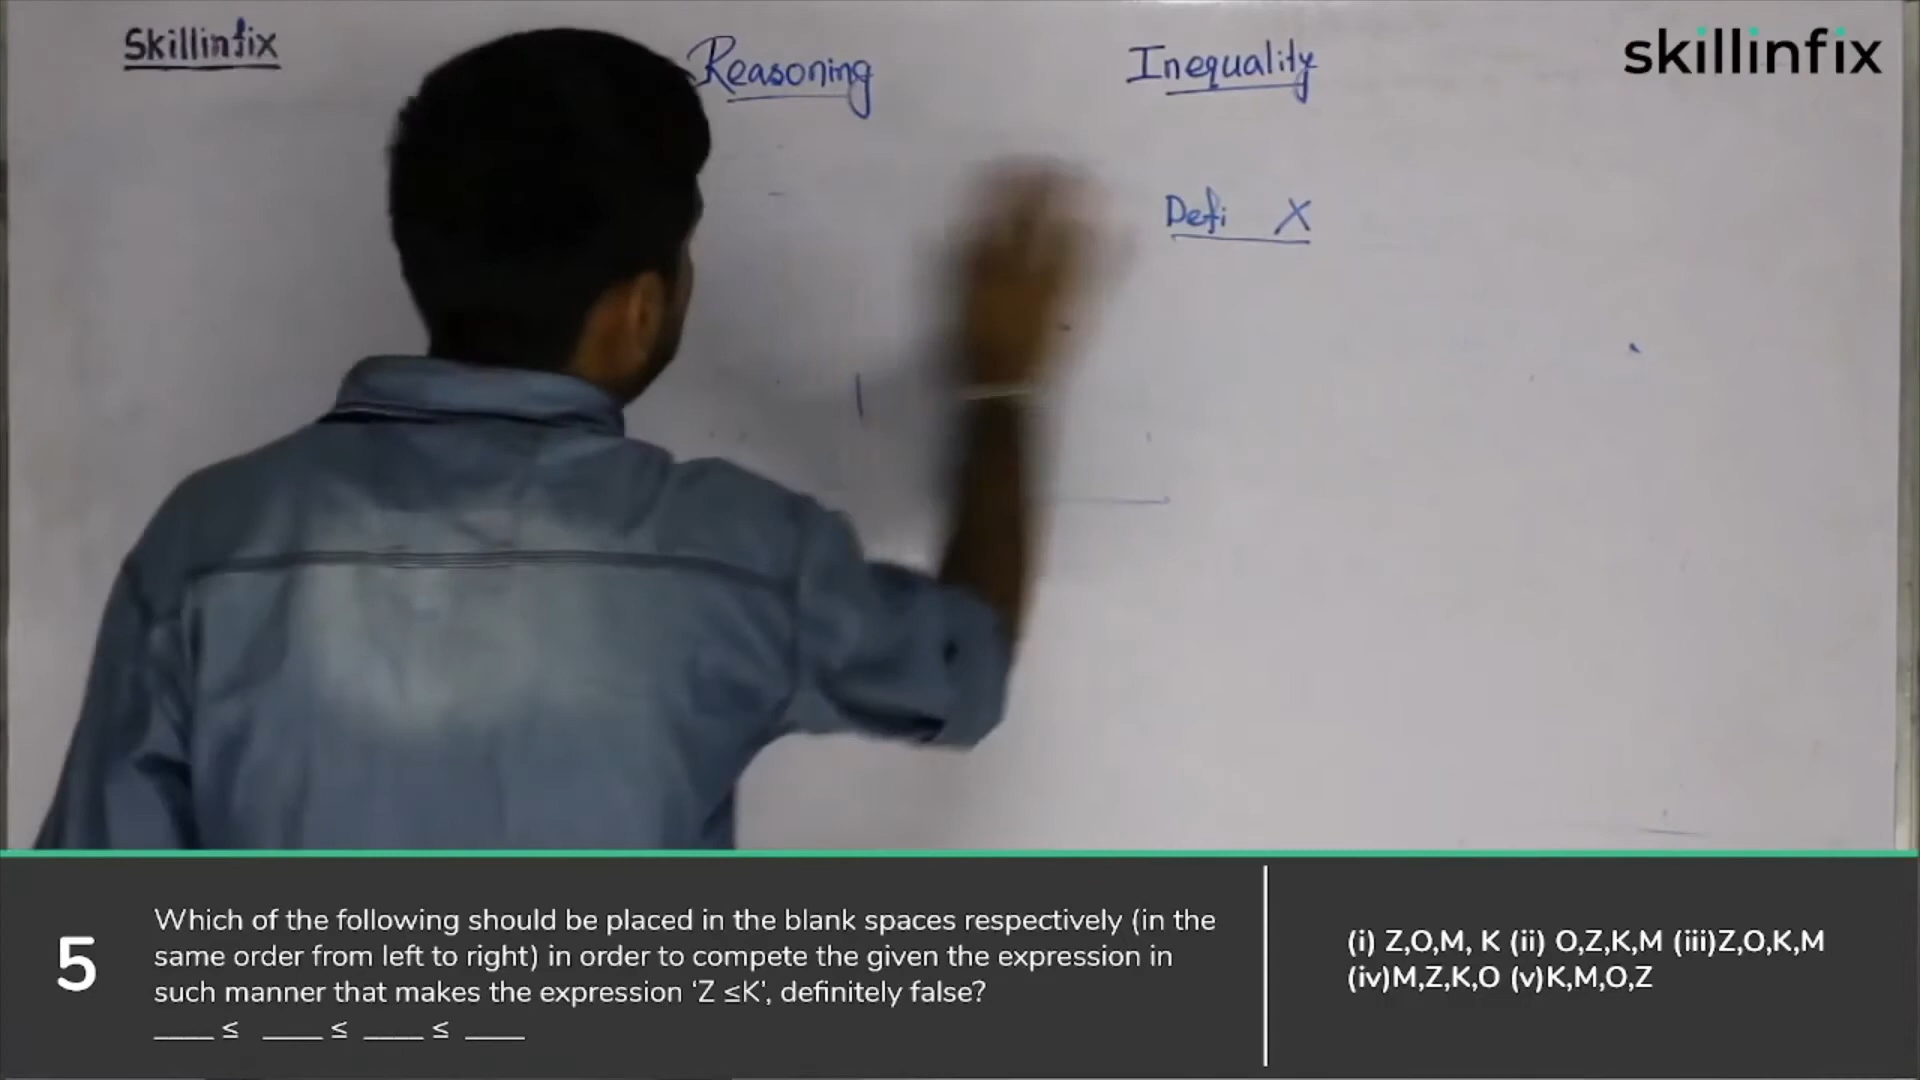 Skillinfix
Reasoning
Inequality
skillinfix
Defi X
5
Which of the following should be placed in the blank spaces respectively (in the
same order from left to right) in order to compete the given the expression in
such manner that makes the expression ‘Z ≤K’, definitely false?
____ ≤ ____ ≤ ____ ≤ ____
(i) Z,O,M, K (ii) O,Z,K,M (iii)Z,O,K,M
(iv)M,Z,K,O (v)K,M,O,Z